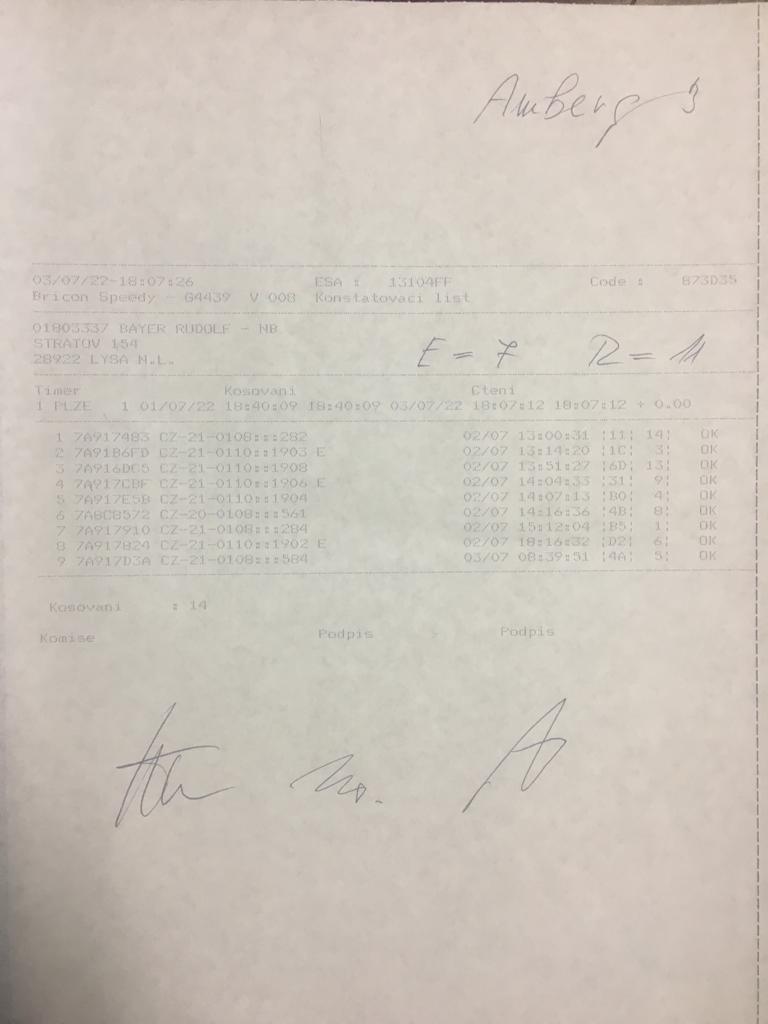 Amberg 3
03/07/22-18:07:26 ESA : 13104FF Code : 873D35
Bricon Speedy - G4439 V 008 Konstatovaci list
01803337 BAYER RUDOLF - NB
STRATOV 154
28922 LYSA N.L.
E = 7 R = 11
Timer Kosovani Cteni
1 PLZE 1 01/07/22 18:40:09 18:40:09 03/07/22 18:07:12 18:07:12 + 0.00
1 7A917483 CZ-21-0108:::282 02/07 13:00:31 ¦11¦ 14¦ OK
2 7A91B6FD CZ-21-0110::1903 E 02/07 13:14:20 ¦1C¦ 3¦ OK
3 7A916DC5 CZ-21-0110::1908 02/07 13:51:27 ¦6D¦ 13¦ OK
4 7A917CBF CZ-21-0110::1906 E 02/07 14:04:33 ¦31¦ 9¦ OK
5 7A917E5B CZ-21-0110::1904 02/07 14:07:13 ¦B0¦ 4¦ OK
6 7A8C8572 CZ-20-0108:::561 02/07 14:16:36 ¦4B¦ 8¦ OK
7 7A917910 CZ-21-0108:::284 02/07 15:12:04 ¦B5¦ 1¦ OK
8 7A917824 CZ-21-0110::1902 E 02/07 18:16:32 ¦D2¦ 6¦ OK
9 7A917D3A CZ-21-0108:::584 03/07 08:39:51 ¦4A¦ 5¦ OK
Kosovani : 14
Komise Podpis Podpis